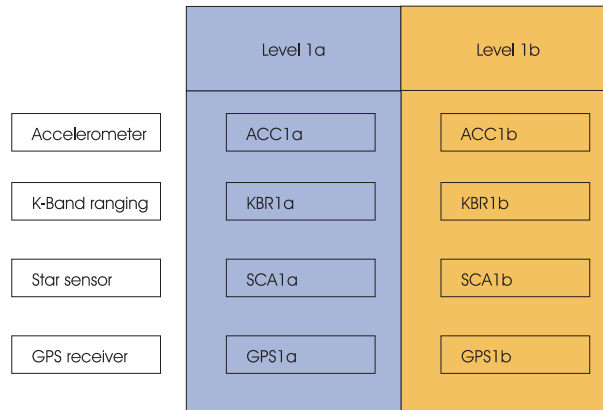 Level 1a
Level 1b
Accelerometer
ACC1a
ACC1b
K-Band ranging
KBR1a
KBR1b
Star sensor
SCA1a
SCA1b
GPS receiver
GPS1a
GPS1b